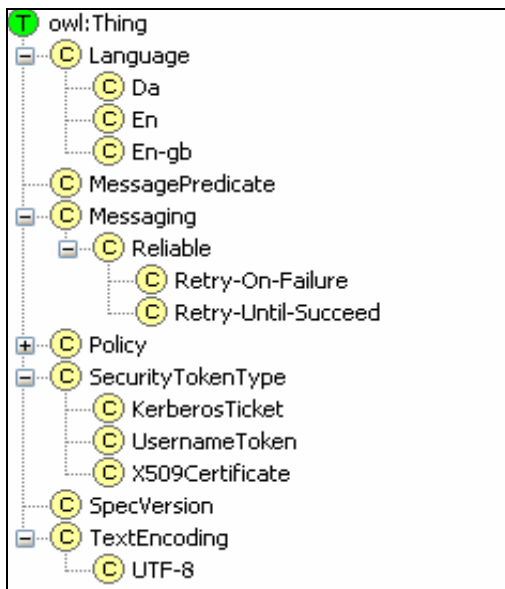 T owl:Thing
C Language
C Da
C En
C En-gb
C MessagePredicate
C Messaging
C Reliable
C Retry-On-Failure
C Retry-Until-Succeed
C Policy
C SecurityTokenType
C KerberosTicket
C UsernameToken
C X509Certificate
C SpecVersion
C TextEncoding
C UTF-8